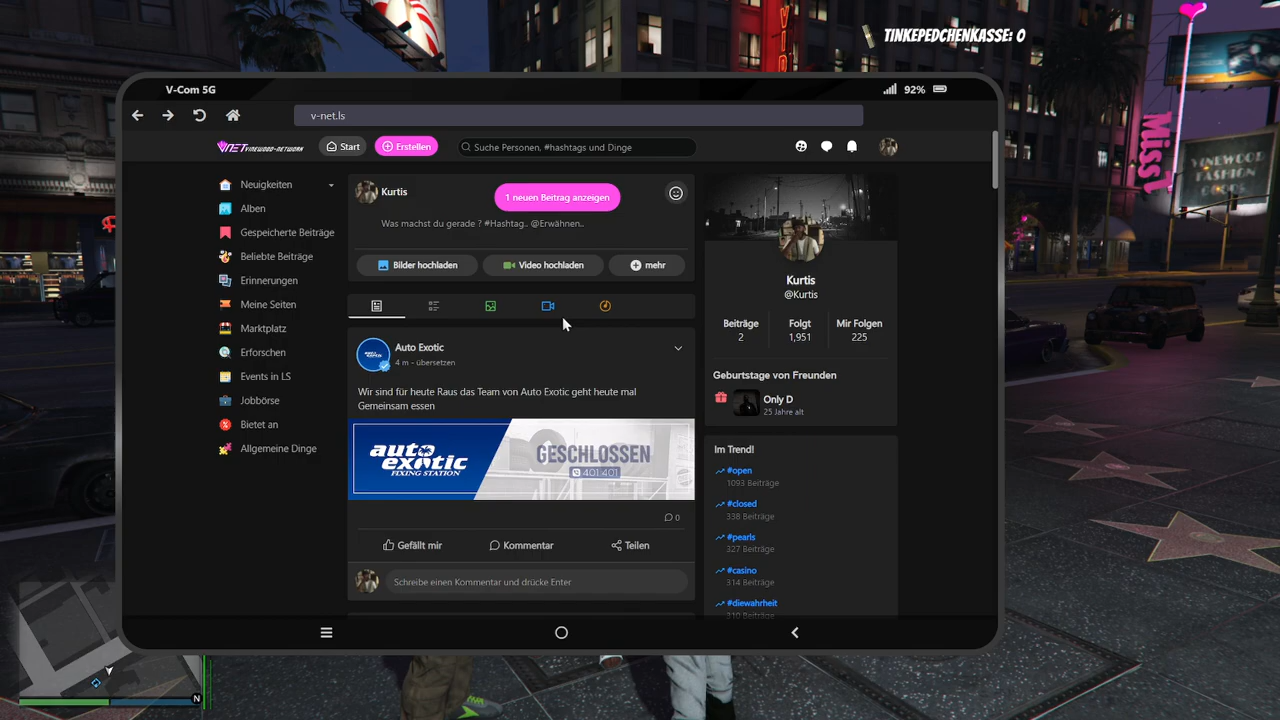 TINKEPEDCHENKASSE: 0
V-Com 5G
92%
v-net.ls
VNET VINEWOOD-NETWORK
Start
Erstellen
Suche Personen, #hashtags und Dinge
Neuigkeiten
Alben
Gespeicherte Beiträge
Beliebte Beiträge
Erinnerungen
Meine Seiten
Marktplatz
Erforschen
Events in LS
Jobbörse
Bietet an
Allgemeine Dinge
Kurtis
1 neuen Beitrag anzeigen
Was machst du gerade ? #Hashtag.. @Erwähnen..
Bilder hochladen
Video hochladen
mehr
Auto Exotic
4 m - übersetzen
Wir sind für heute Raus das Team von Auto Exotic geht heute mal
Gemeinsam essen
auto
exotic
FIXING STATION
GESCHLOSSEN
401 401
0
Gefällt mir
Kommentar
Teilen
Schreibe einen Kommentar und drücke Enter
Kurtis
@Kurtis
Beiträge
2
Folgt
1,951
Mir Folgen
225
Geburtstage von Freunden
Only D
25 Jahre alt
Im Trend!
#open
1093 Beiträge
#closed
338 Beiträge
#pearls
327 Beiträge
#casino
314 Beiträge
#diewahrheit
310 Beiträge
MissT
VINEWOOD
FASHION
N